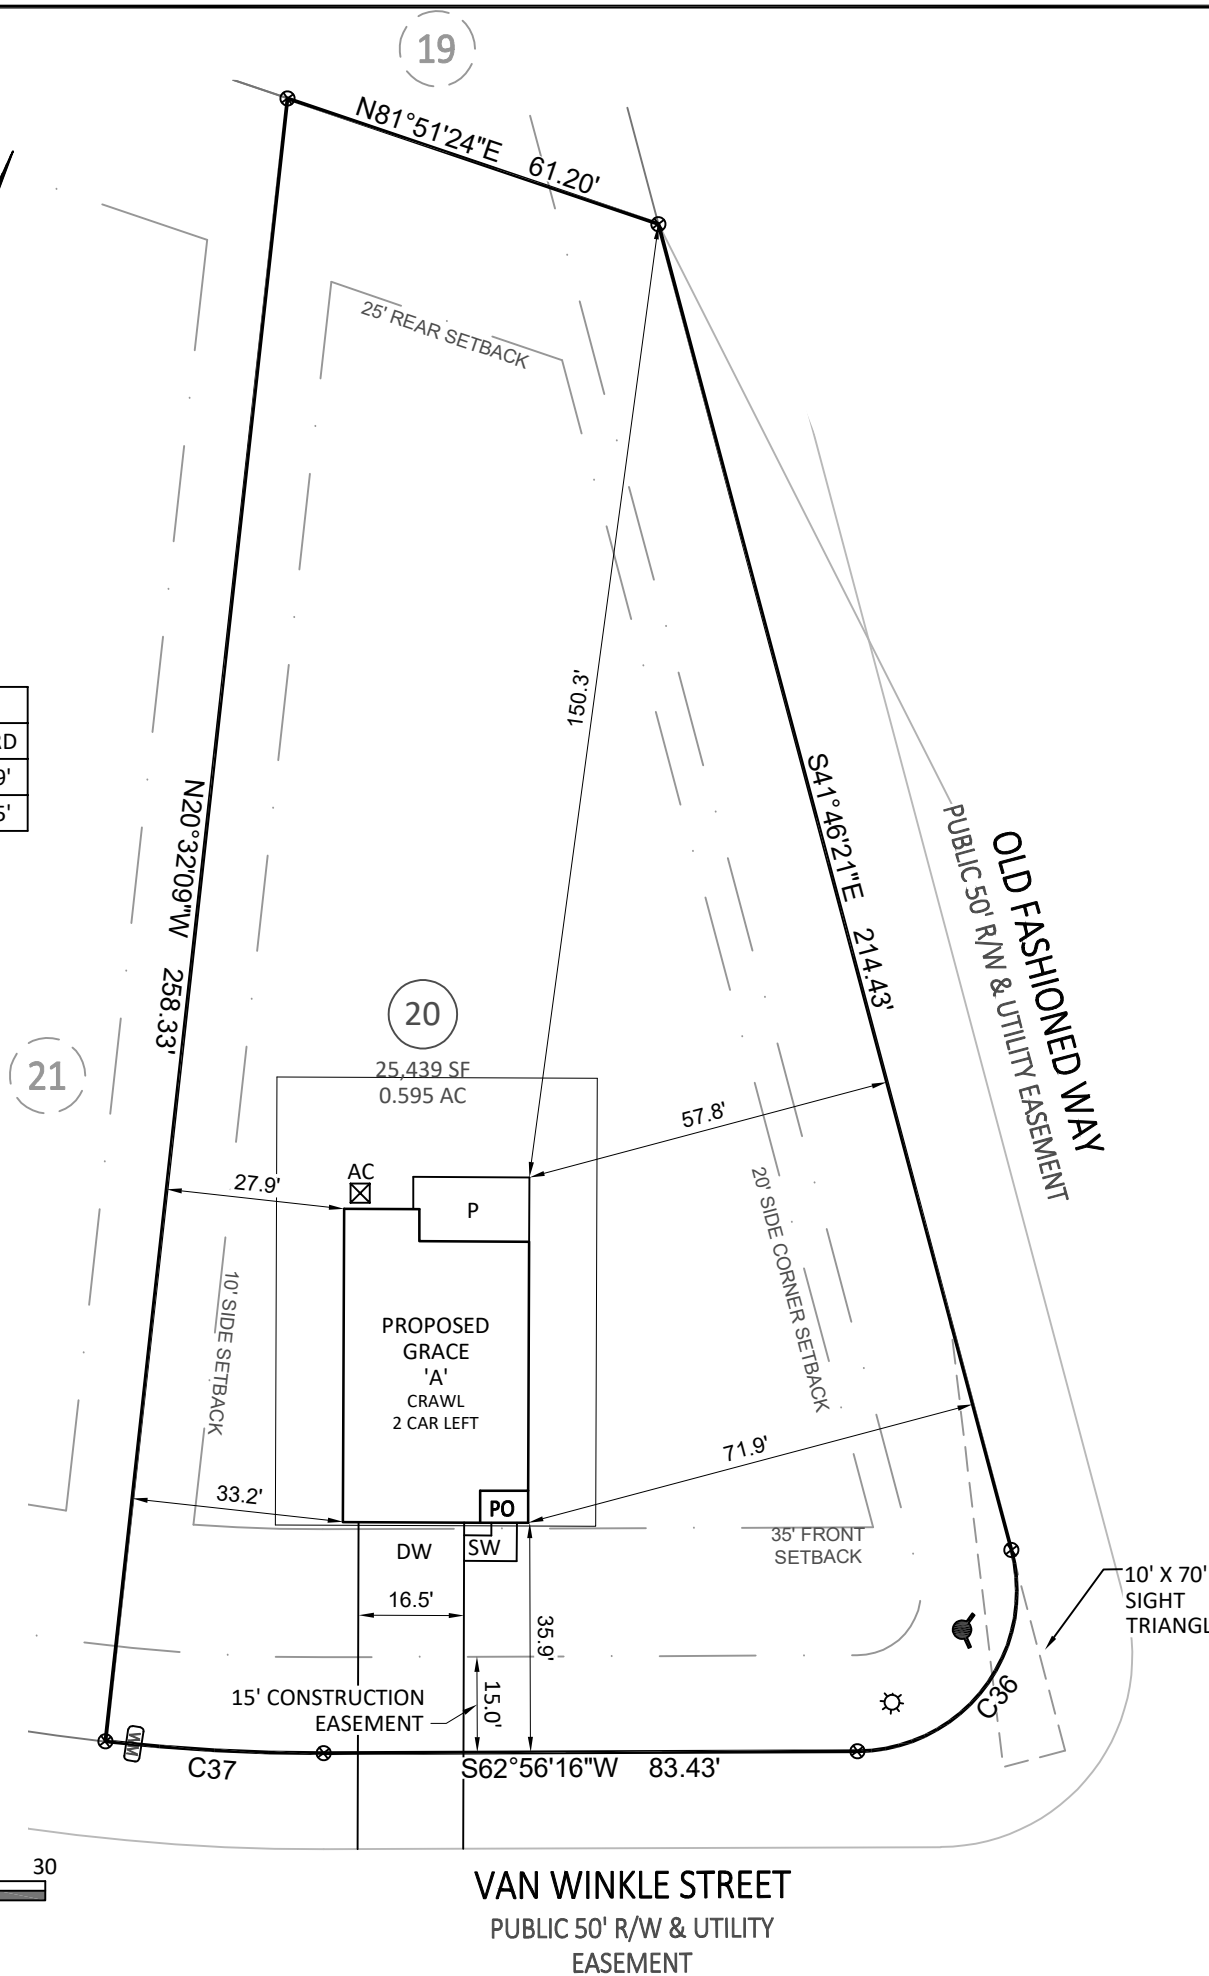 19
N81°51'24"E 61.20'
25' REAR SETBACK
150.3'
N20°32'09"W 258.33'
S41°46'21"E 214.43'
OLD FASHIONED WAY
PUBLIC 50' R/W & UTILITY EASEMENT
20
25,439 SF
0.595 AC
21
57.8'
AC
27.9'
P
20' SIDE CORNER SETBACK
10' SIDE SETBACK
PROPOSED
GRACE
'A'
CRAWL
2 CAR LEFT
71.9'
33.2'
PO
DW
SW
35' FRONT
SETBACK
16.5'
35.9'
10' X 70'
SIGHT
15' CONSTRUCTION
EASEMENT
15.0'
WM
C37
S62°56'16"W 83.43'
C36
30
VAN WINKLE STREET
PUBLIC 50' R/W & UTILITY
EASEMENT